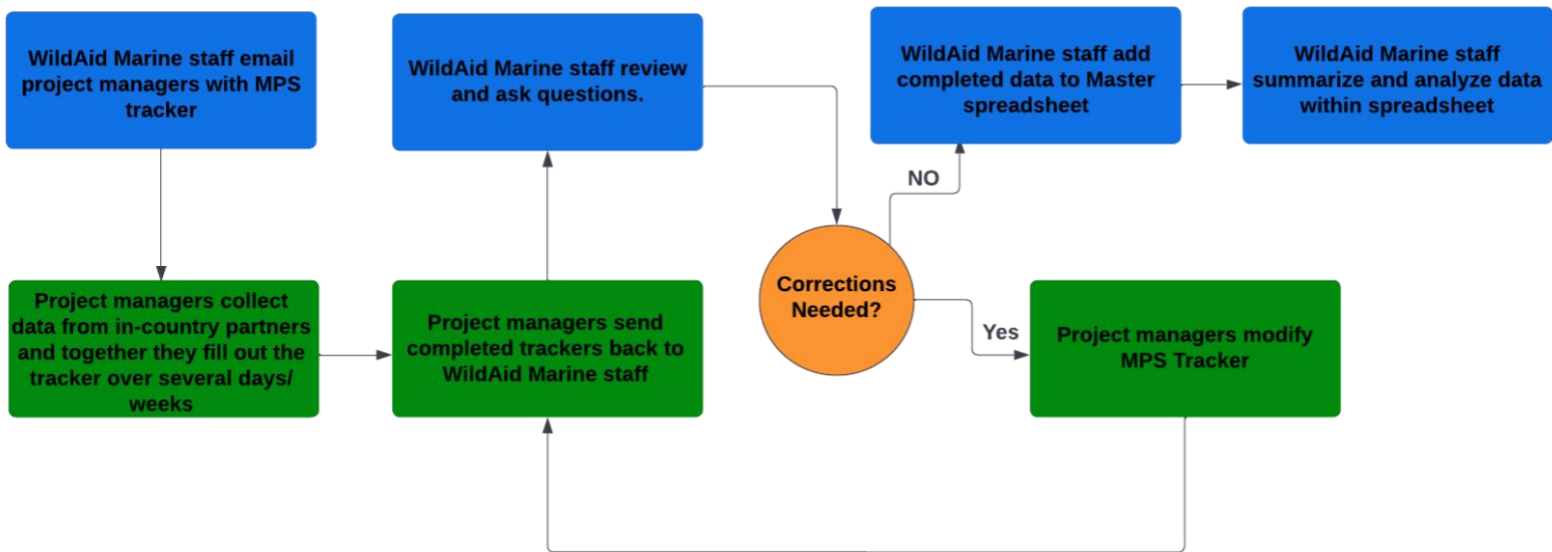 WildAid Marine staff email
project managers with MPS
tracker
WildAid Marine staff review
and ask questions.
WildAid Marine staff add
completed data to Master
spreadsheet
WildAid Marine staff
summarize and analyze data
within spreadsheet
NO
Project managers collect
data from in-country partners
and together they fill out the
tracker over several days/
weeks
Project managers send
completed trackers back to
WildAid Marine staff
Corrections
Needed?
Yes
Project managers modify
MPS Tracker